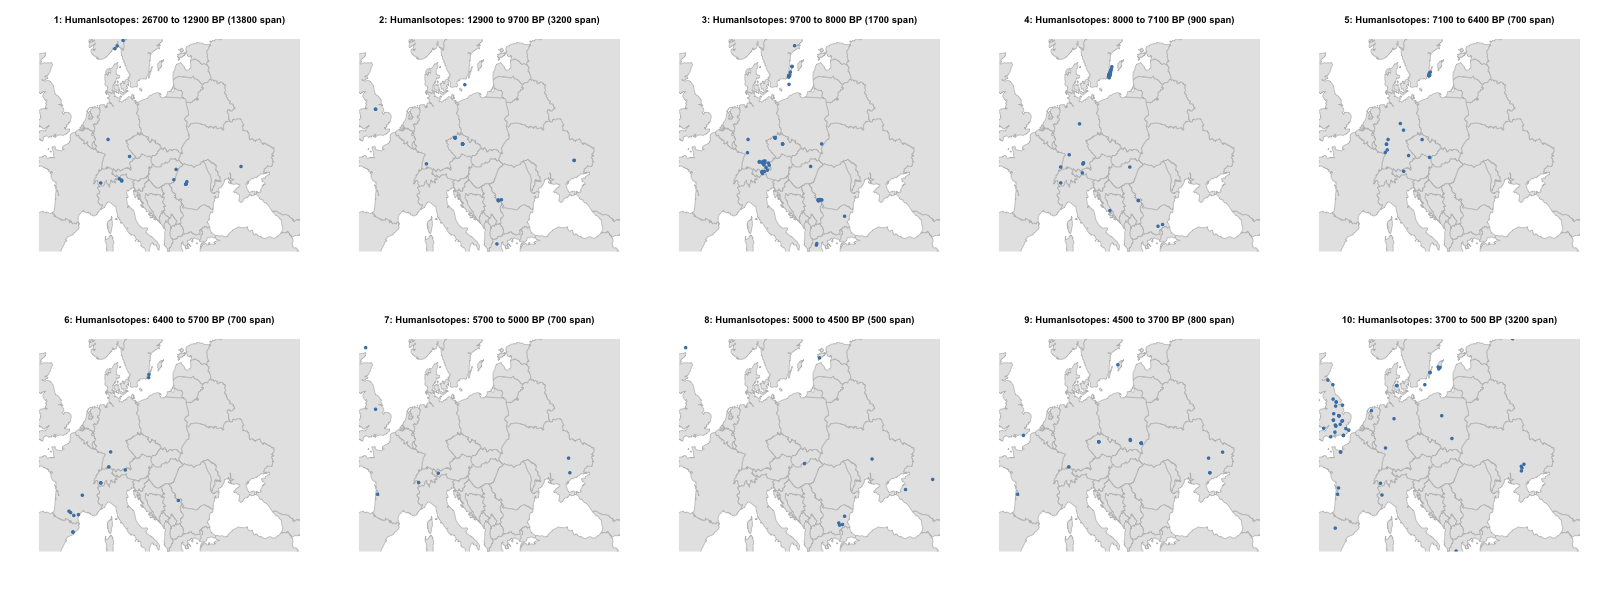 1: HumanIsotopes: 26700 to 12900 BP (13800 span)
2: HumanIsotopes: 12900 to 9700 BP (3200 span)
3: HumanIsotopes: 9700 to 8000 BP (1700 span)
4: HumanIsotopes: 8000 to 7100 BP (900 span)
5: HumanIsotopes: 7100 to 6400 BP (700 span)
6: HumanIsotopes: 6400 to 5700 BP (700 span)
7: HumanIsotopes: 5700 to 5000 BP (700 span)
8: HumanIsotopes: 5000 to 4500 BP (500 span)
9: HumanIsotopes: 4500 to 3700 BP (800 span)
10: HumanIsotopes: 3700 to 500 BP (3200 span)